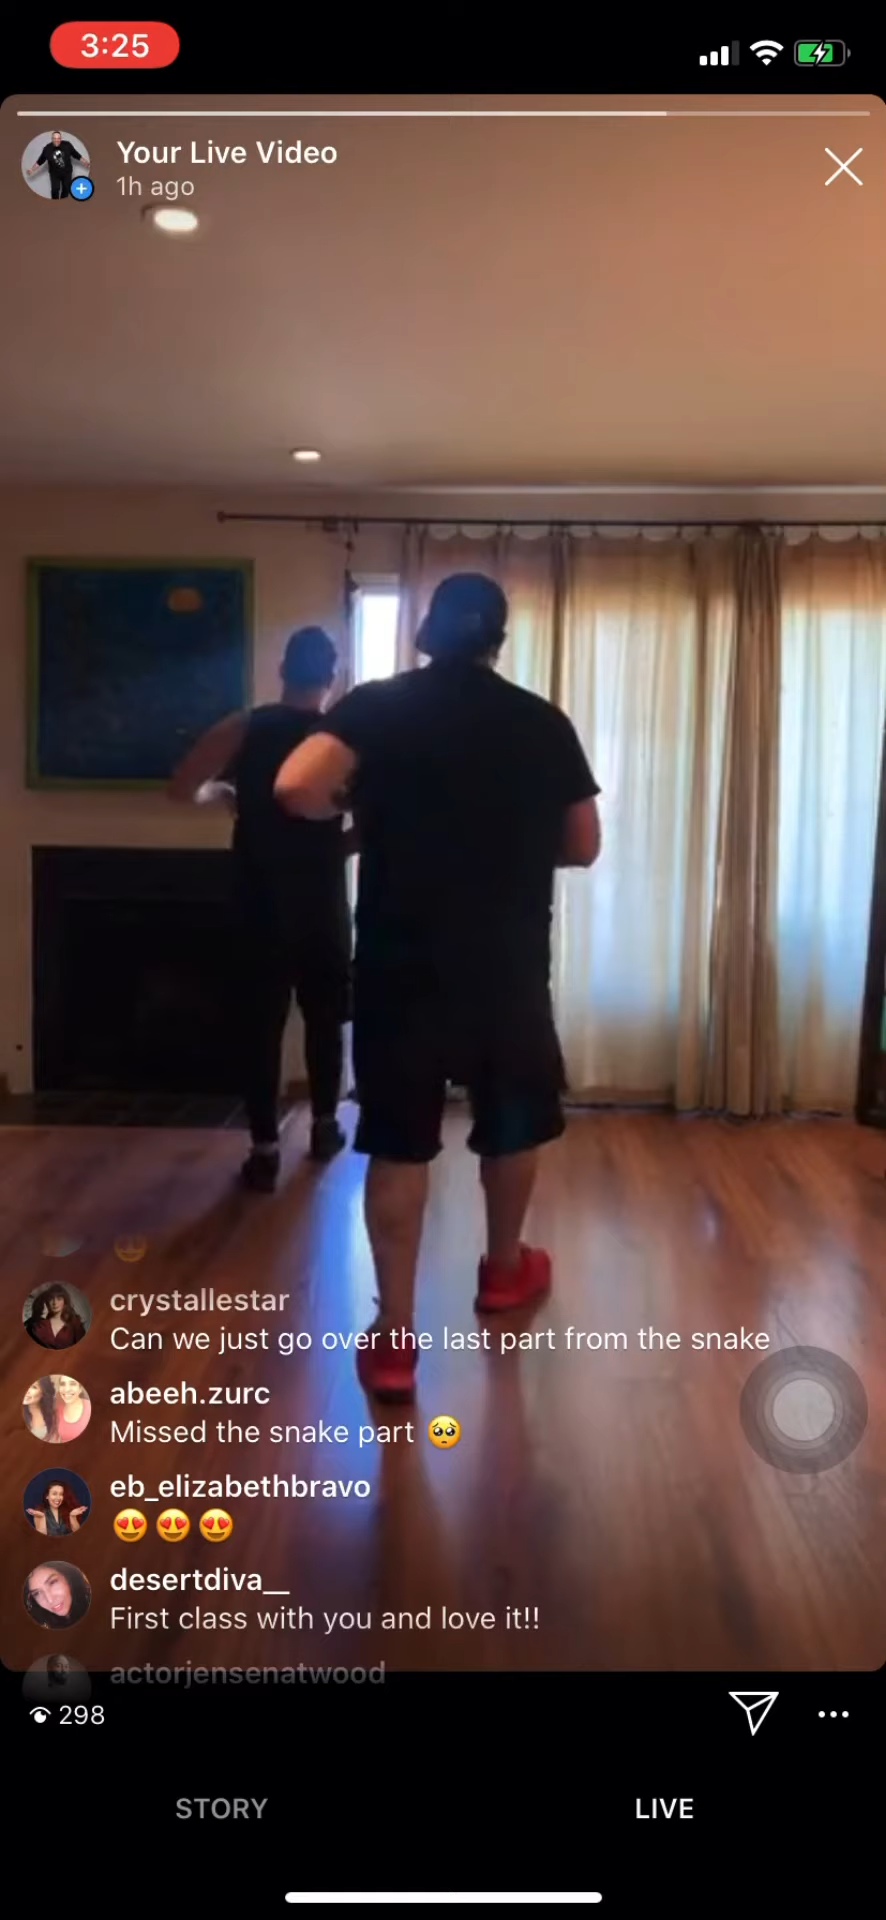 3:25
Your Live Video
1h ago
crystallestar
Can we just go over the last part from the snake
abeeh.zurc
Missed the snake part 🥺
eb_elizabethbravo
😍😍😍
desertdiva__
First class with you and love it!!
actorjensenatwood
298
STORY
LIVE